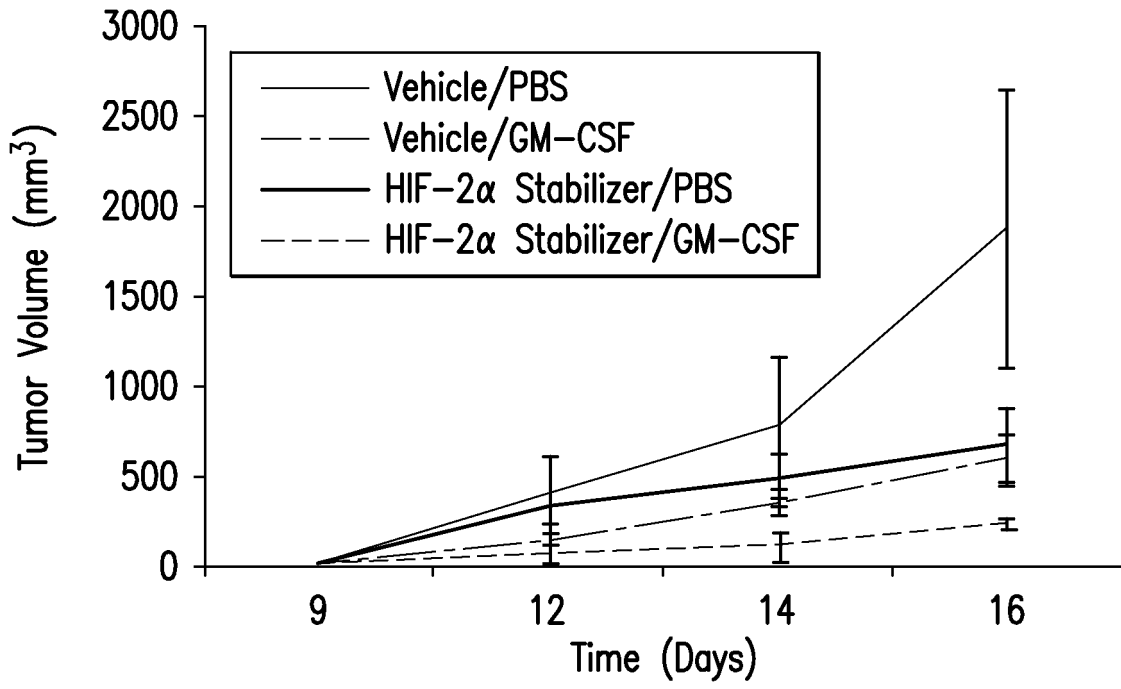 3000
2500
2000
1500
1000
500
0
Tumor Volume (mm³)
Vehicle/PBS
Vehicle/GM-CSF
HIF-2α Stabilizer/PBS
HIF-2α Stabilizer/GM-CSF
9 12 14 16
Time (Days)